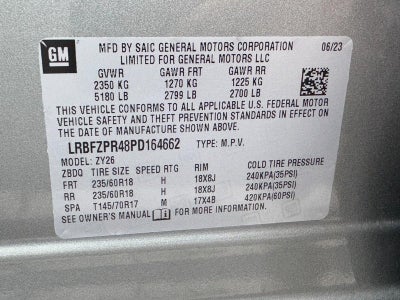 GM
MFD BY SAIC GENERAL MOTORS CORPORATION 06/23
LIMITED FOR GENERAL MOTORS LLC
GVWR GAWR FRT GAWR RR
2350 KG 1270 KG 1225 KG
5180 LB 2799 LB 2700 LB
THIS VEHICLE CONFORMS TO ALL APPLICABLE U.S. FEDERAL MOTOR
VEHICLE SAFETY AND THEFT PREVENTION STANDARDS IN EFFECT ON
THE DATE OF MANUFACTURE SHOWN ABOVE.
LRBFZPR48PD164662 TYPE: M.P.V.
MODEL: ZY26
ZBDQ TIRE SIZE SPEED RTG RIM COLD TIRE PRESSURE
FRT 235/60R18 H 18X8J 240KPA(35PSI)
RR 235/60R18 H 18X8J 240KPA(35PSI)
SPA T145/70R17 M 17X4B 420KPA(60PSI)
SEE OWNER'S MANUAL FOR ADDITIONAL INFORMATION